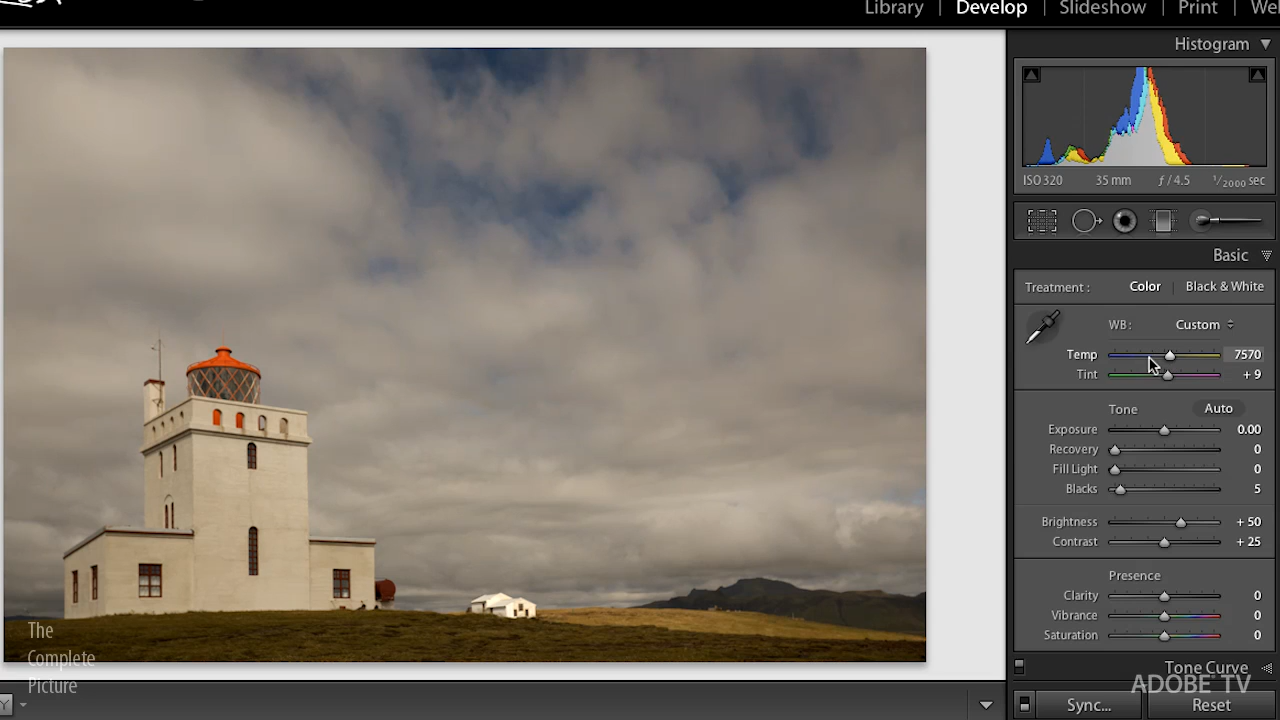 Library | Develop | Slideshow | Print | We
Histogram
ISO 320 35 mm ƒ / 4.5 1/2000 sec
Basic
Treatment : Color | Black & White
WB : Custom
Temp 7570
Tint + 9
Tone Auto
Exposure 0.00
Recovery 0
Fill Light 0
Blacks 5
Brightness + 50
Contrast + 25
Presence
Clarity 0
Vibrance 0
Saturation 0
Tone Curve
The
Complete
Picture
ADOBE TV
Y
Sync...
Reset